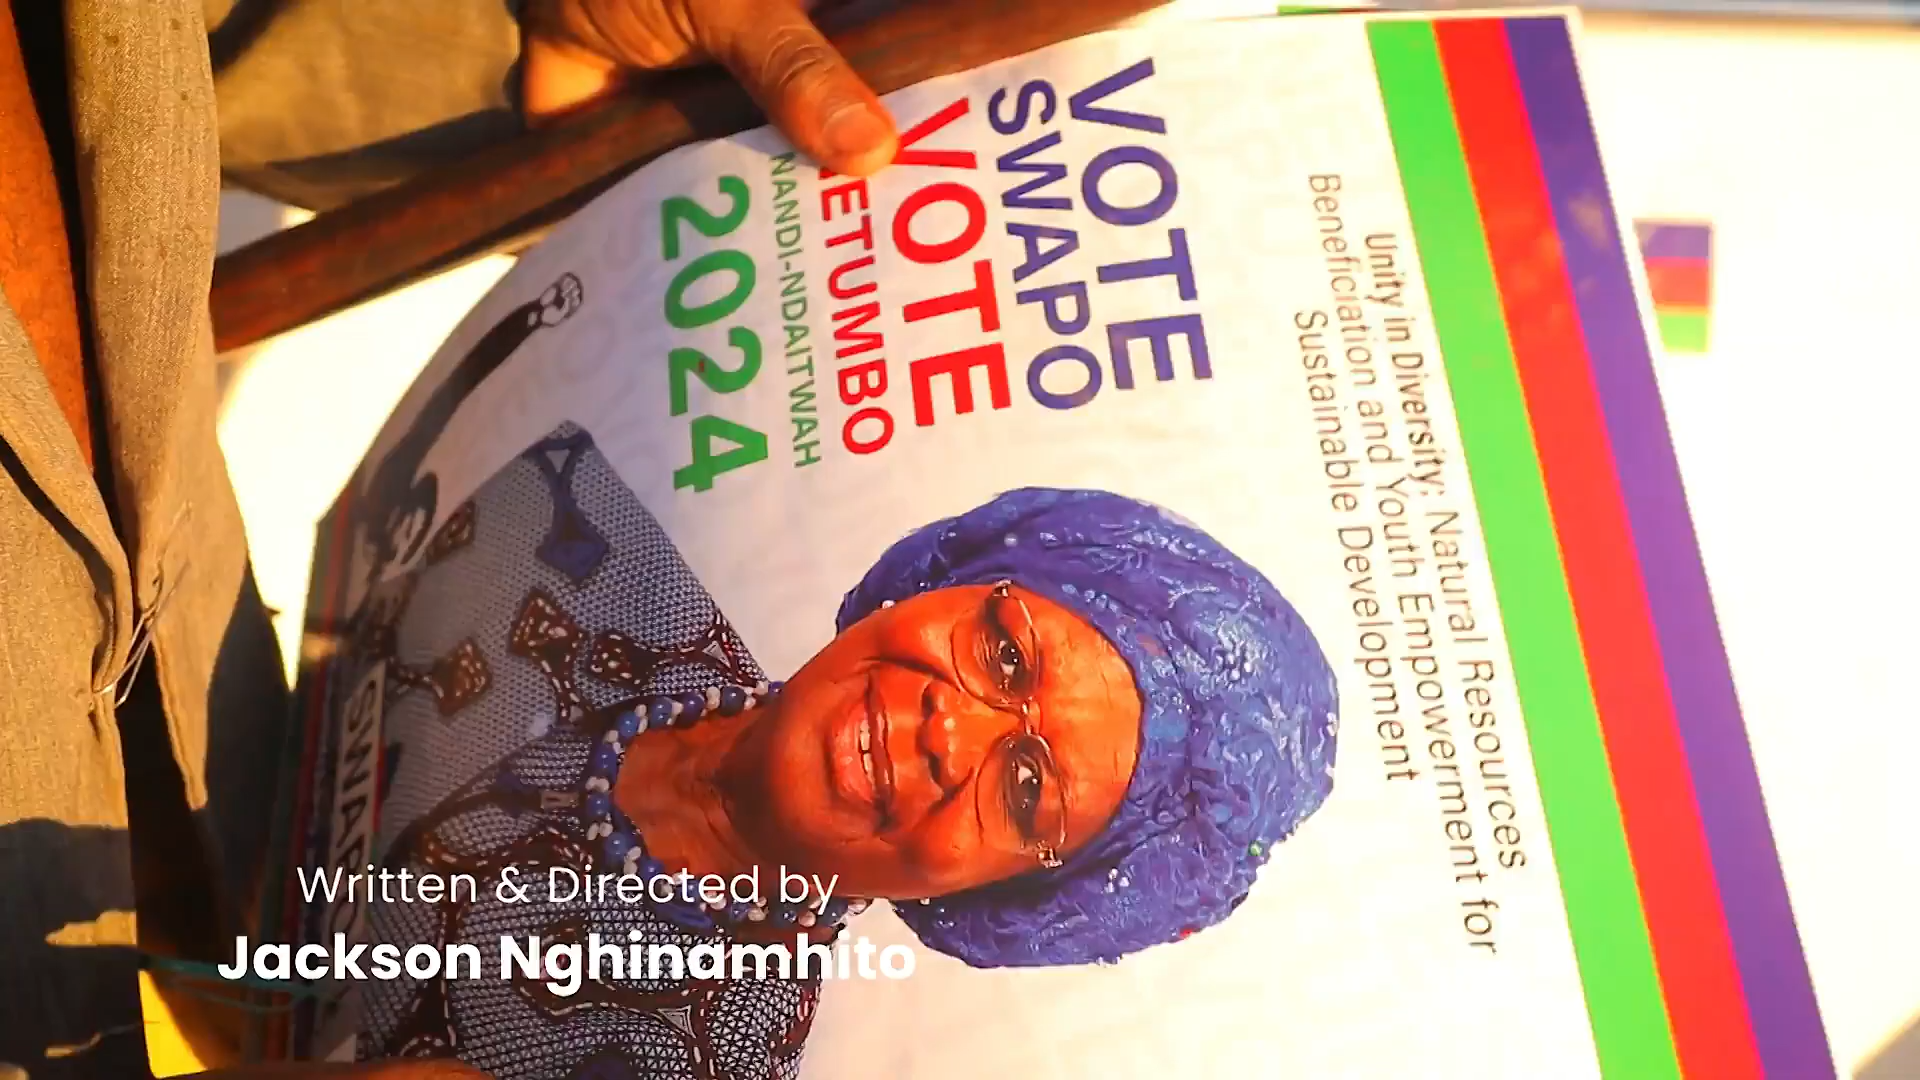 Unity in Diversity: Natural Resources
Beneficiation and Youth Empowerment for
Sustainable Development
VOTE
SWAPO
VOTE
NETUMBO
NANDI-NDAITWAH
2024
SWAPO
Written & Directed by
Jackson Nghinamhito